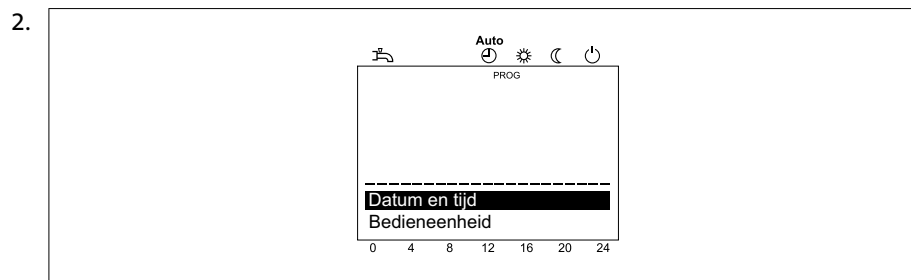 2.
Auto
PROG
Datum en tijd
Bedieneenheid
0 4 8 12 16 20 24